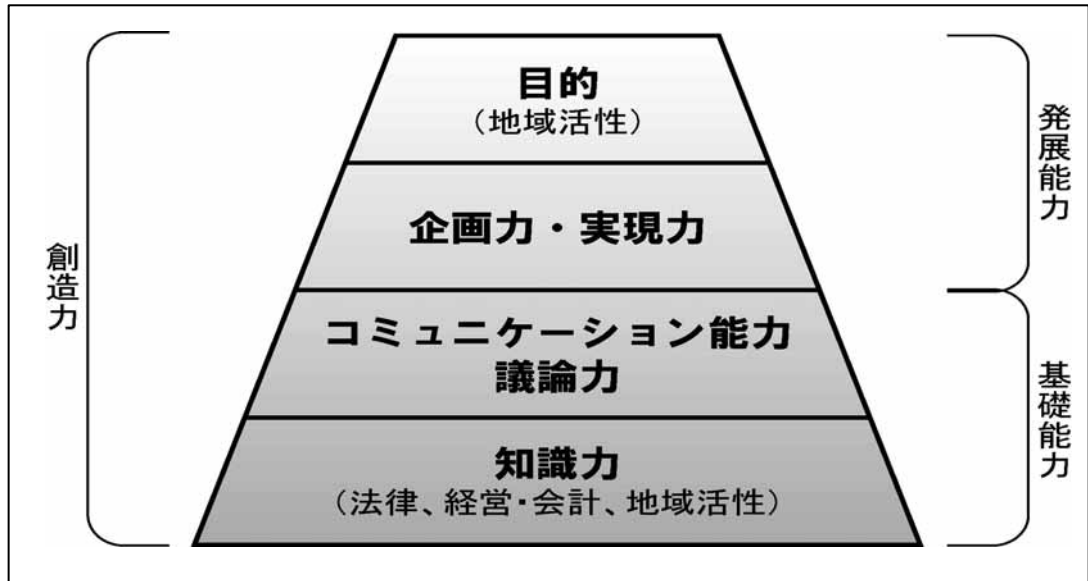 創造力
目的
（地域活性）
企画力・実現力
コミュニケーション能力
議論力
知識力
（法律、経営・会計、地域活性）
発展能力
基礎能力